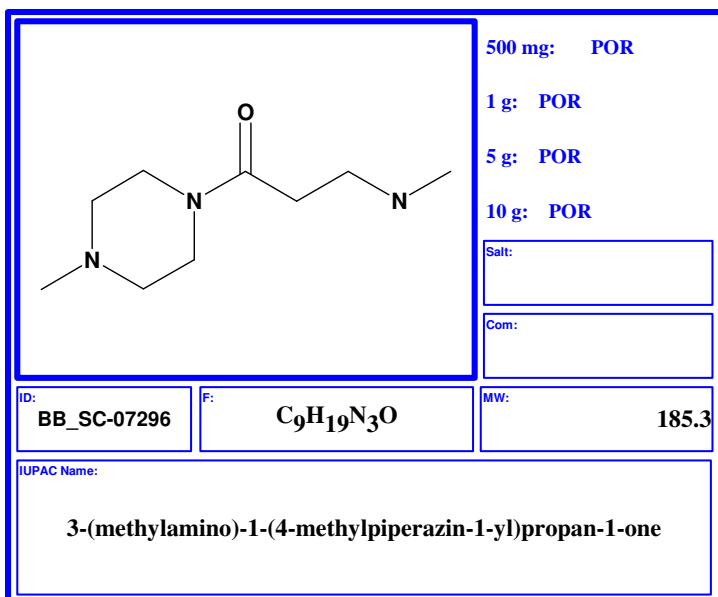 500 mg: POR
1 g: POR
5 g: POR
10 g: POR
O
N
N
N
Salt:
Com:
ID:
BB_SC-07296
F:
C9H19N3O
MW:
185.3
IUPAC Name:
3-(methylamino)-1-(4-methylpiperazin-1-yl)propan-1-one